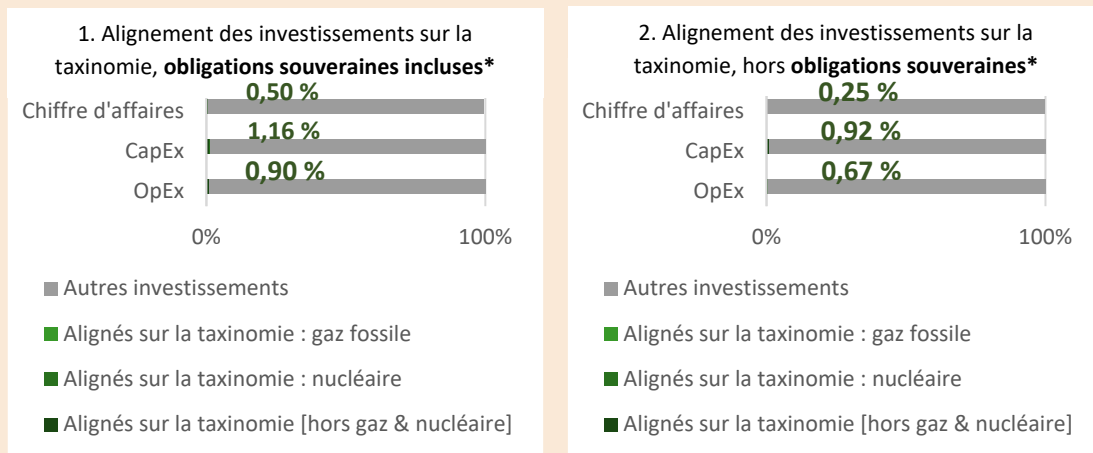 1. Alignement des investissements sur la
taxinomie, obligations souveraines incluses*
0,50 %
Chiffre d'affaires
1,16 %
CapEx
0,90 %
OpEx
0%
100%
Autres investissements
Alignés sur la taxinomie : gaz fossile
Alignés sur la taxinomie : nucléaire
Alignés sur la taxinomie [hors gaz & nucléaire]
2. Alignement des investissements sur la
taxinomie, hors obligations souveraines*
0,25 %
Chiffre d'affaires
0,92 %
CapEx
0,67 %
OpEx
0%
100%
Autres investissements
Alignés sur la taxinomie : gaz fossile
Alignés sur la taxinomie : nucléaire
Alignés sur la taxinomie [hors gaz & nucléaire]